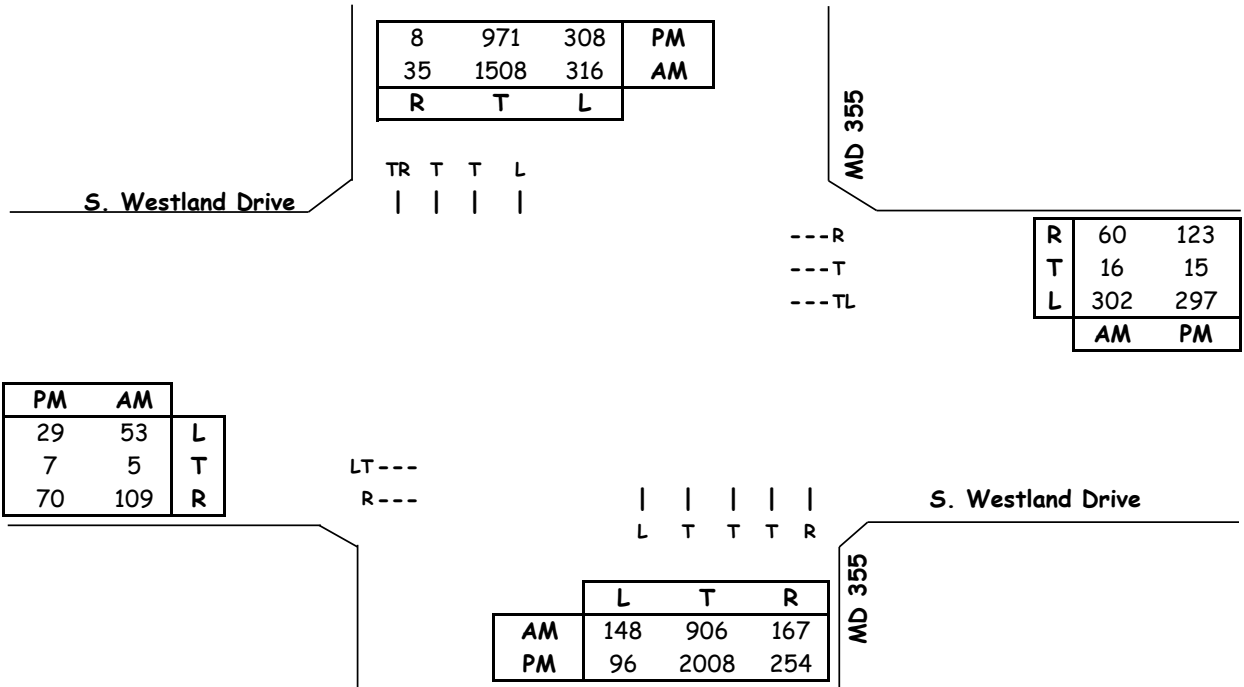 8 971 308 PM
35 1508 316 AM
R T L
MD 355
TR T T L
| | | |
S. Westland Drive
---R
---T
---TL
R 60 123
T 16 15
L 302 297
AM PM
PM AM
29 53 L
7 5 T
70 109 R
LT---
R---
| | | | |
L T T T R
S. Westland Drive
MD 355
L T R
AM 148 906 167
PM 96 2008 254